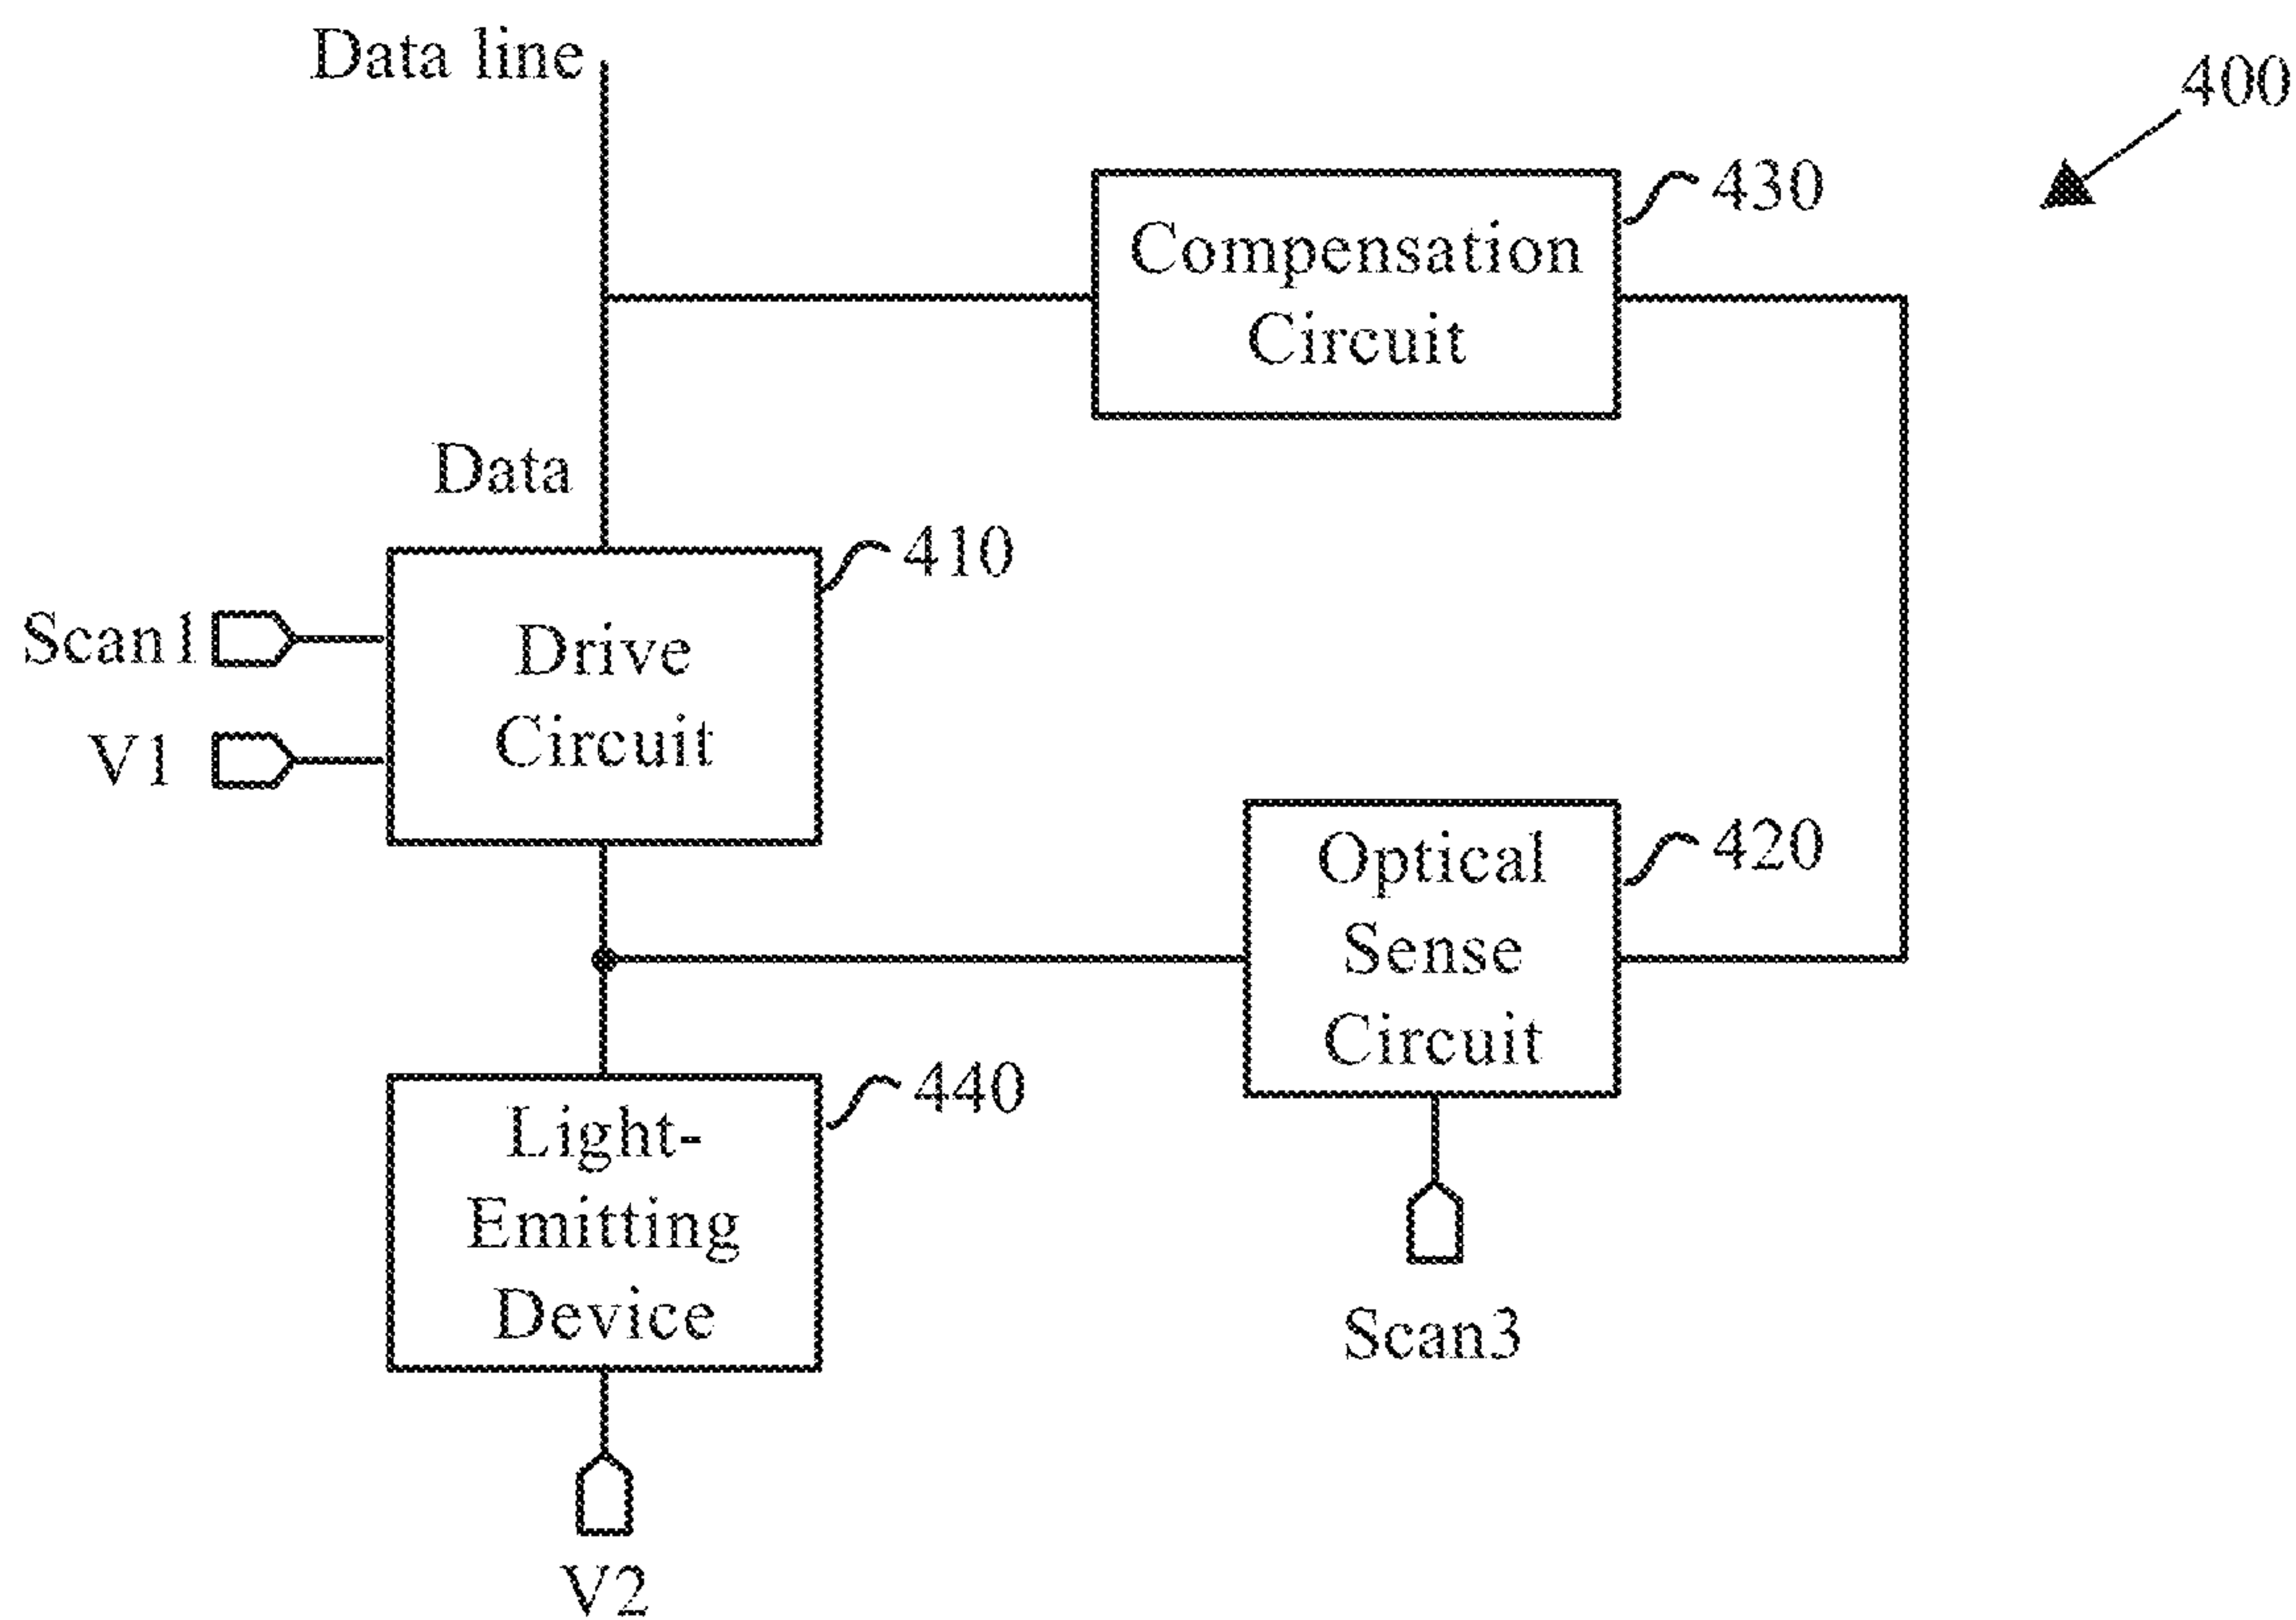 Data line
400
430
Compensation
Circuit
Data
410
Scan1
Drive
Circuit
V1
420
Optical
Sense
Circuit
440
Light-
Emitting
Device
Scan3
V2